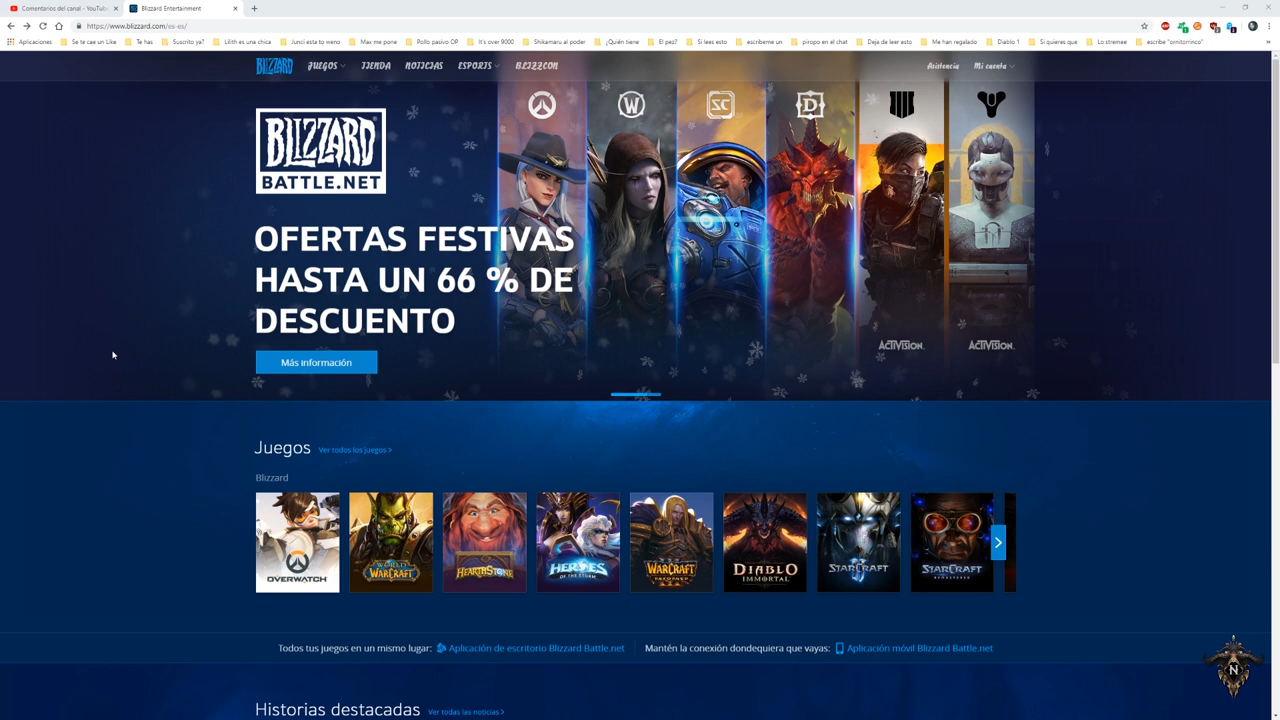 Comentarios del canal - YouTub
Blizzard Entertainment
https://www.blizzard.com/es-es/
Aplicaciones
Se te cae un Like
Te has
Suscrito ya?
Lilith es una chica
Junci esta to weno
Max me pone
Pollo pasivo OP
It's over 9000
Shikamaru al poder
¿Quién tiene
El pez?
Si lees esto
escribeme un
piropo en el chat
Deja de leer esto
Me han regalado
Diablo 1
Si quieres que
Lo stremee
escribe "ornitorrinco"
BLIZZARD
JUEGOS
TIENDA
NOTICIAS
ESPORTS
BLIZZCON
Asistencia
Mi cuenta
BLIZZARD
BATTLE.NET
OFERTAS FESTIVAS
HASTA UN 66 % DE
DESCUENTO
Más información
ACTIVISION.
ACTIVISION.
Juegos
Ver todos los juegos >
Blizzard
OVERWATCH
WORLD
WARCRAFT
HEARTHSTONE
HEROES
OF THE STORM
WARCRAFT
REFORGED
DIABLO
IMMORTAL
STARCRAFT
STARCRAFT
REMASTERED
Todos tus juegos en un mismo lugar: Aplicación de escritorio Blizzard Battle.net
Mantén la conexión dondequiera que vayas: Aplicación móvil Blizzard Battle.net
N
Historias destacadas
Ver todas las noticias >